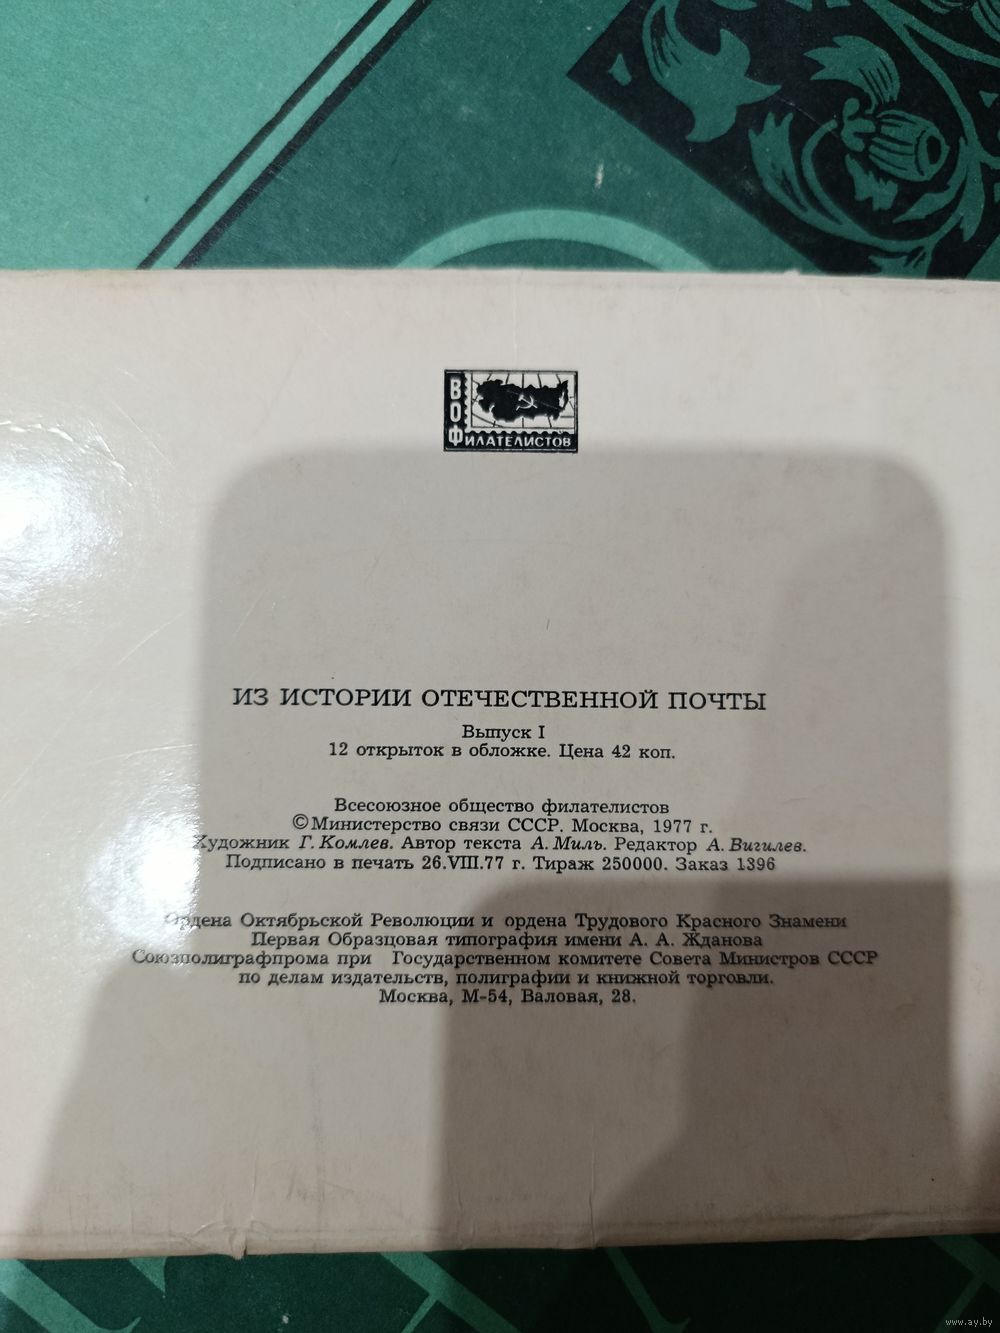 ВО
ФИЛАТЕЛИСТОВ
ИЗ ИСТОРИИ ОТЕЧЕСТВЕННОЙ ПОЧТЫ
Выпуск I
12 открыток в обложке. Цена 42 коп.
Всесоюзное общество филателистов
©Министерство связи СССР. Москва, 1977 г.
Художник Г. Комлев. Автор текста А. Миль. Редактор А. Вигилев.
Подписано в печать 26.VIII.77 г. Тираж 250000. Заказ 1396
Ордена Октябрьской Революции и ордена Трудового Красного Знамени
Первая Образцовая типография имени А. А. Жданова
Союзполиграфпрома при Государственном комитете Совета Министров СССР
по делам издательств, полиграфии и книжной торговли.
Москва, М-54, Валовая, 28.
www.ay.by